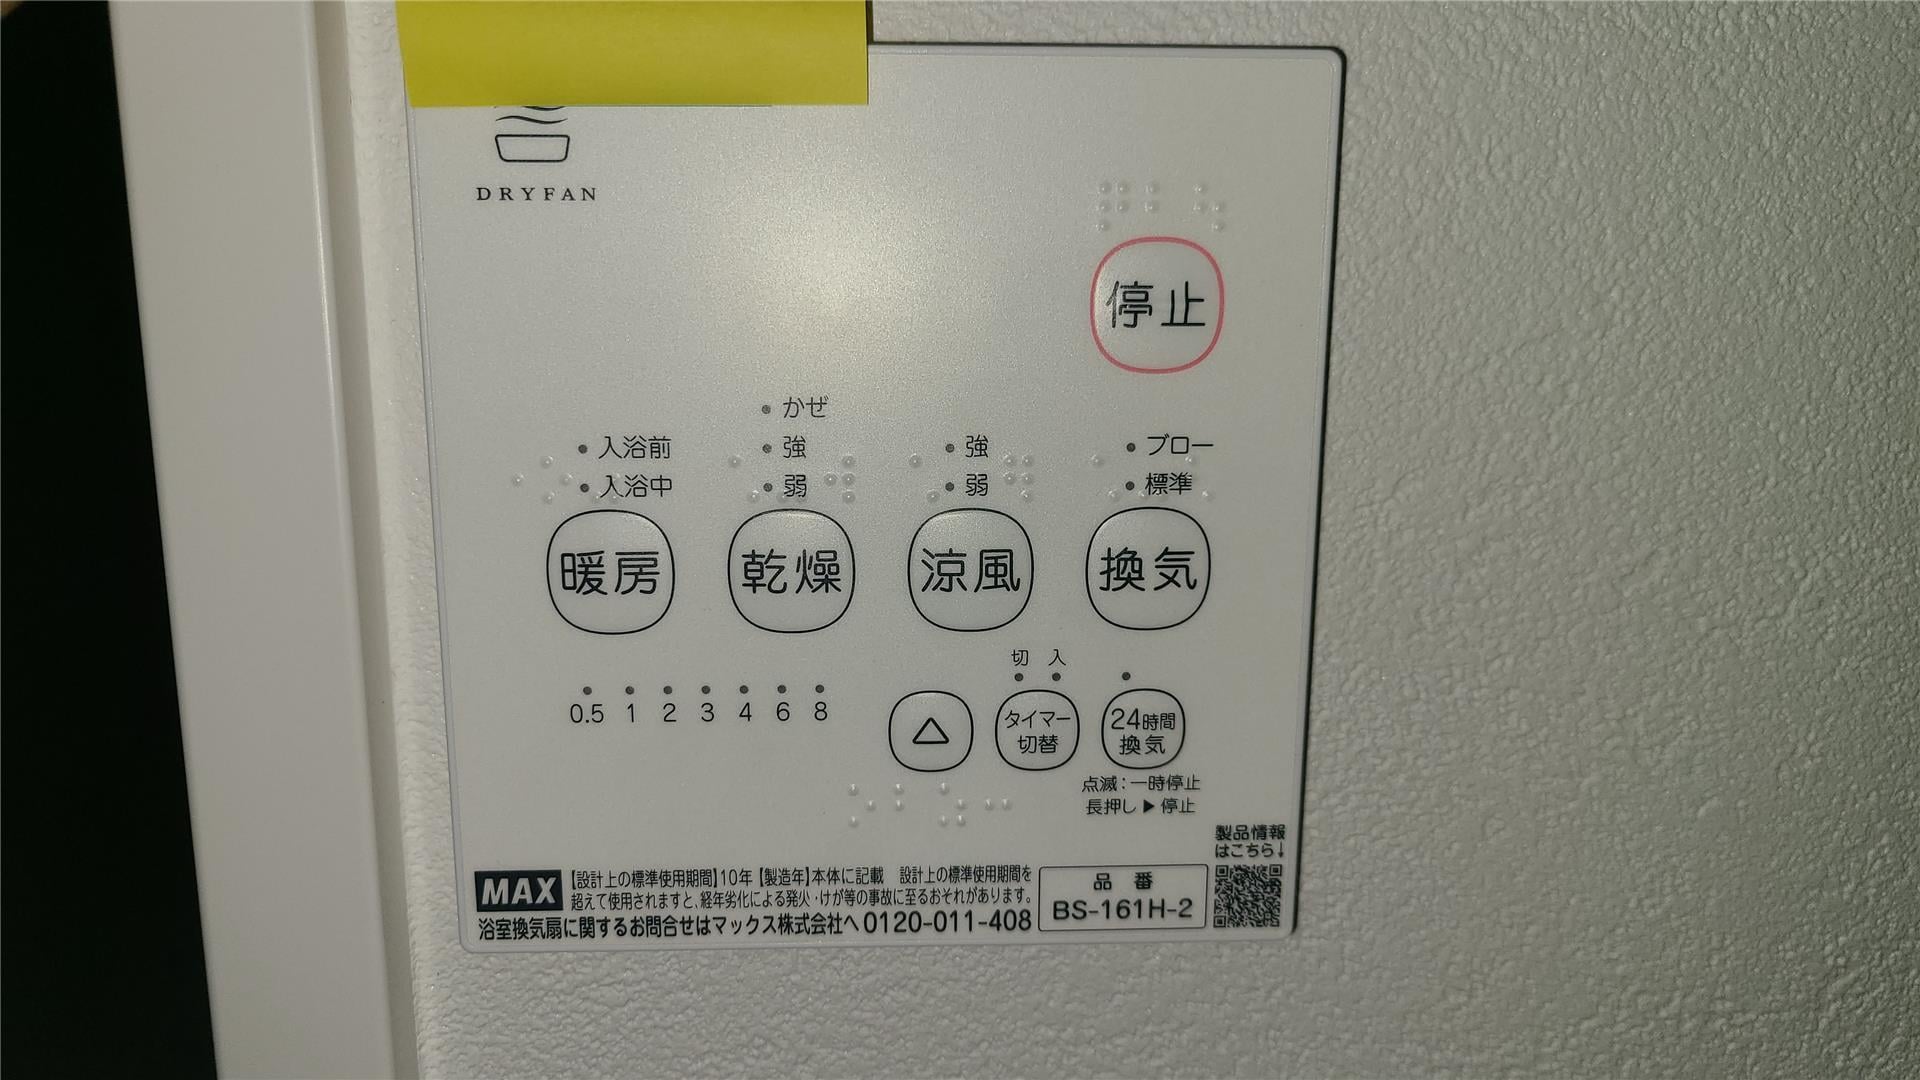 DRYFAN
停止
かぜ
入浴前 強 強 ブロー
入浴中 弱 弱 標準
暖房 乾燥 涼風 換気
切 入
0.5 1 2 3 4 6 8
タイマー 24時間
切替 換気
点滅:一時停止
長押し▶停止
製品情報
はこちら↓
MAX
【設計上の標準使用期間】10年【製造年】本体に記載 設計上の標準使用期間を
超えて使用されますと、経年劣化による発火・けが等の事故に至るおそれがあります。
浴室換気扇に関するお問合せはマックス株式会社へ 0120-011-408
品番
BS-161H-2